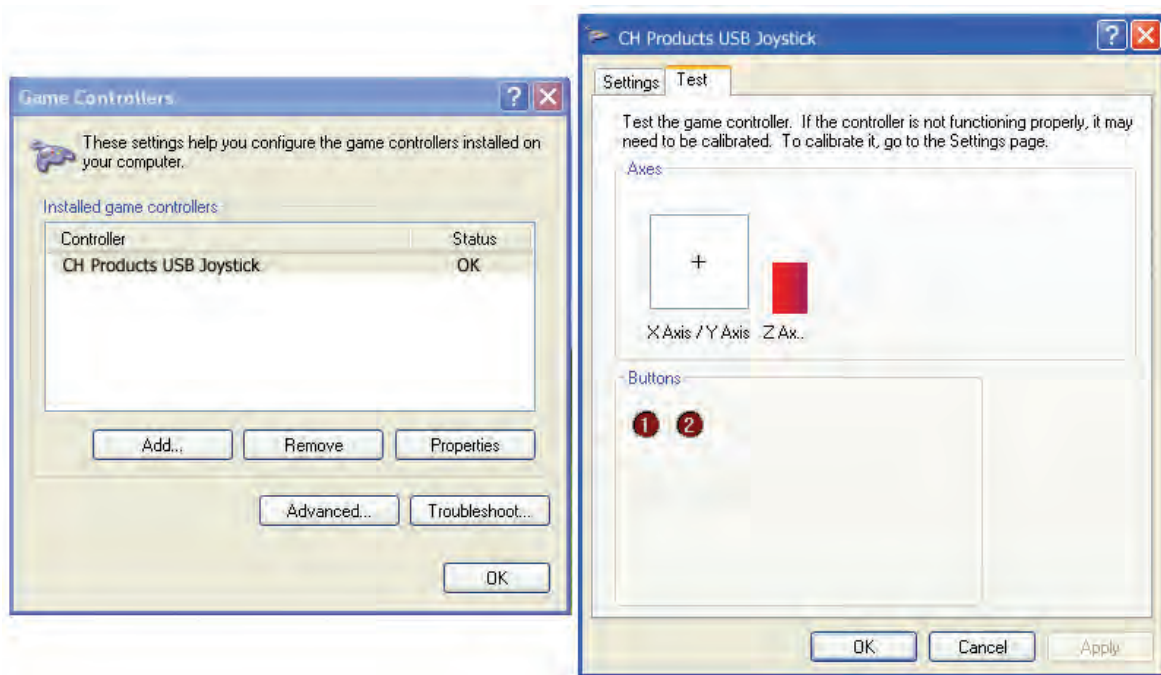 Game Controllers
These settings help you configure the game controllers installed on
your computer.
Installed game controllers
Controller Status
CH Products USB Joystick OK
Add... Remove Properties
Advanced... Troubleshoot...
OK
CH Products USB Joystick
Settings Test
Test the game controller. If the controller is not functioning properly, it may
need to be calibrated. To calibrate it, go to the Settings page.
Axes
X Axis / Y Axis Z Ax..
Buttons
1 2
OK Cancel Apply